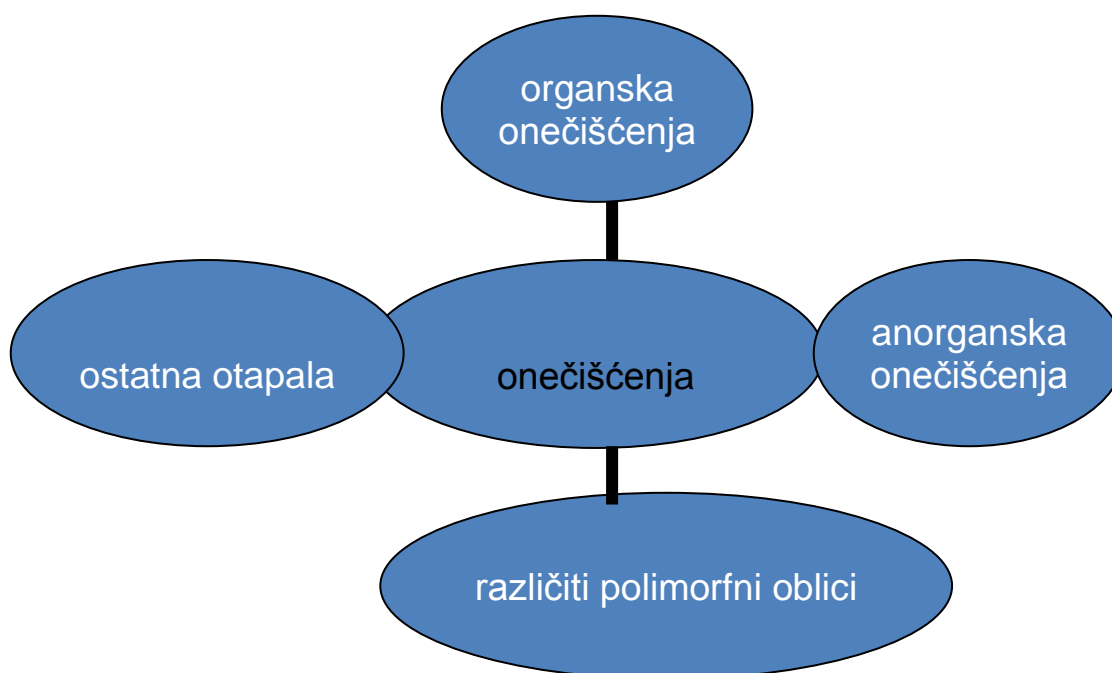 organska
onečišćenja
ostatna otapala
onečišćenja
anorganska
onečišćenja
različiti polimorfni oblici